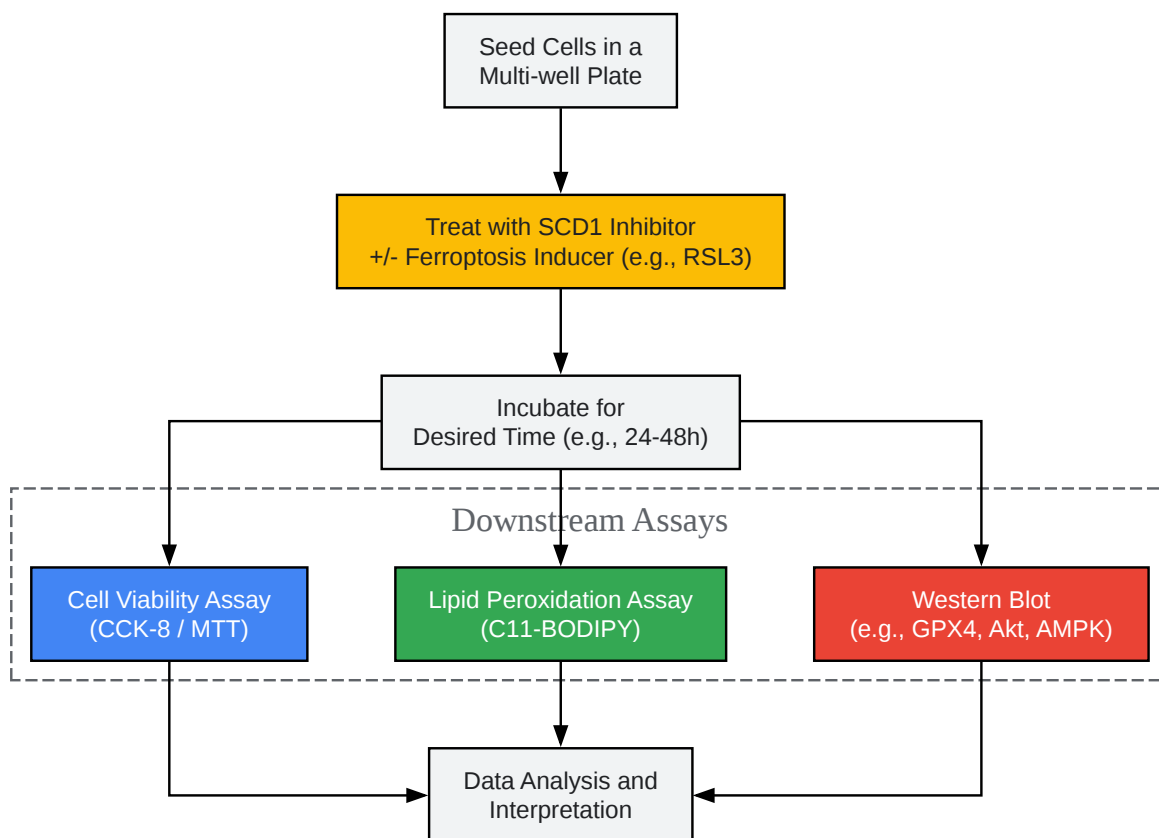 Seed Cells in a
Multi-well Plate
Treat with SCD1 Inhibitor
+/- Ferroptosis Inducer (e.g., RSL3)
Incubate for
Desired Time (e.g., 24-48h)
Downstream Assays
Cell Viability Assay
(CCK-8 / MTT)
Lipid Peroxidation Assay
(C11-BODIPY)
Western Blot
(e.g., GPX4, Akt, AMPK)
Data Analysis and
Interpretation